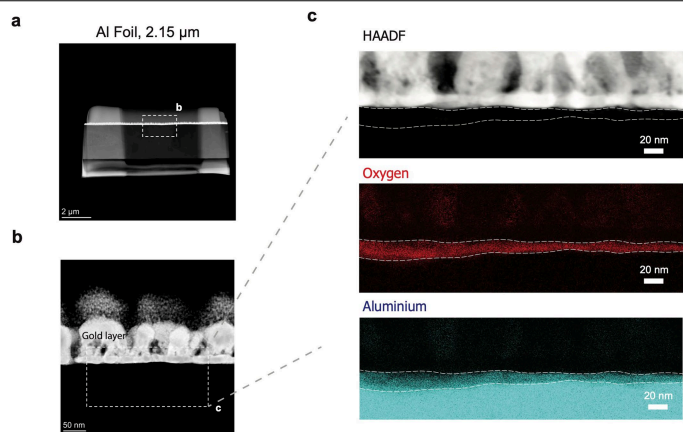 a
Al Foil, 2.15 µm
b
2 µm
b
Gold layer
c
50 nm
c
HAADF
20 nm
Oxygen
20 nm
Aluminium
20 nm